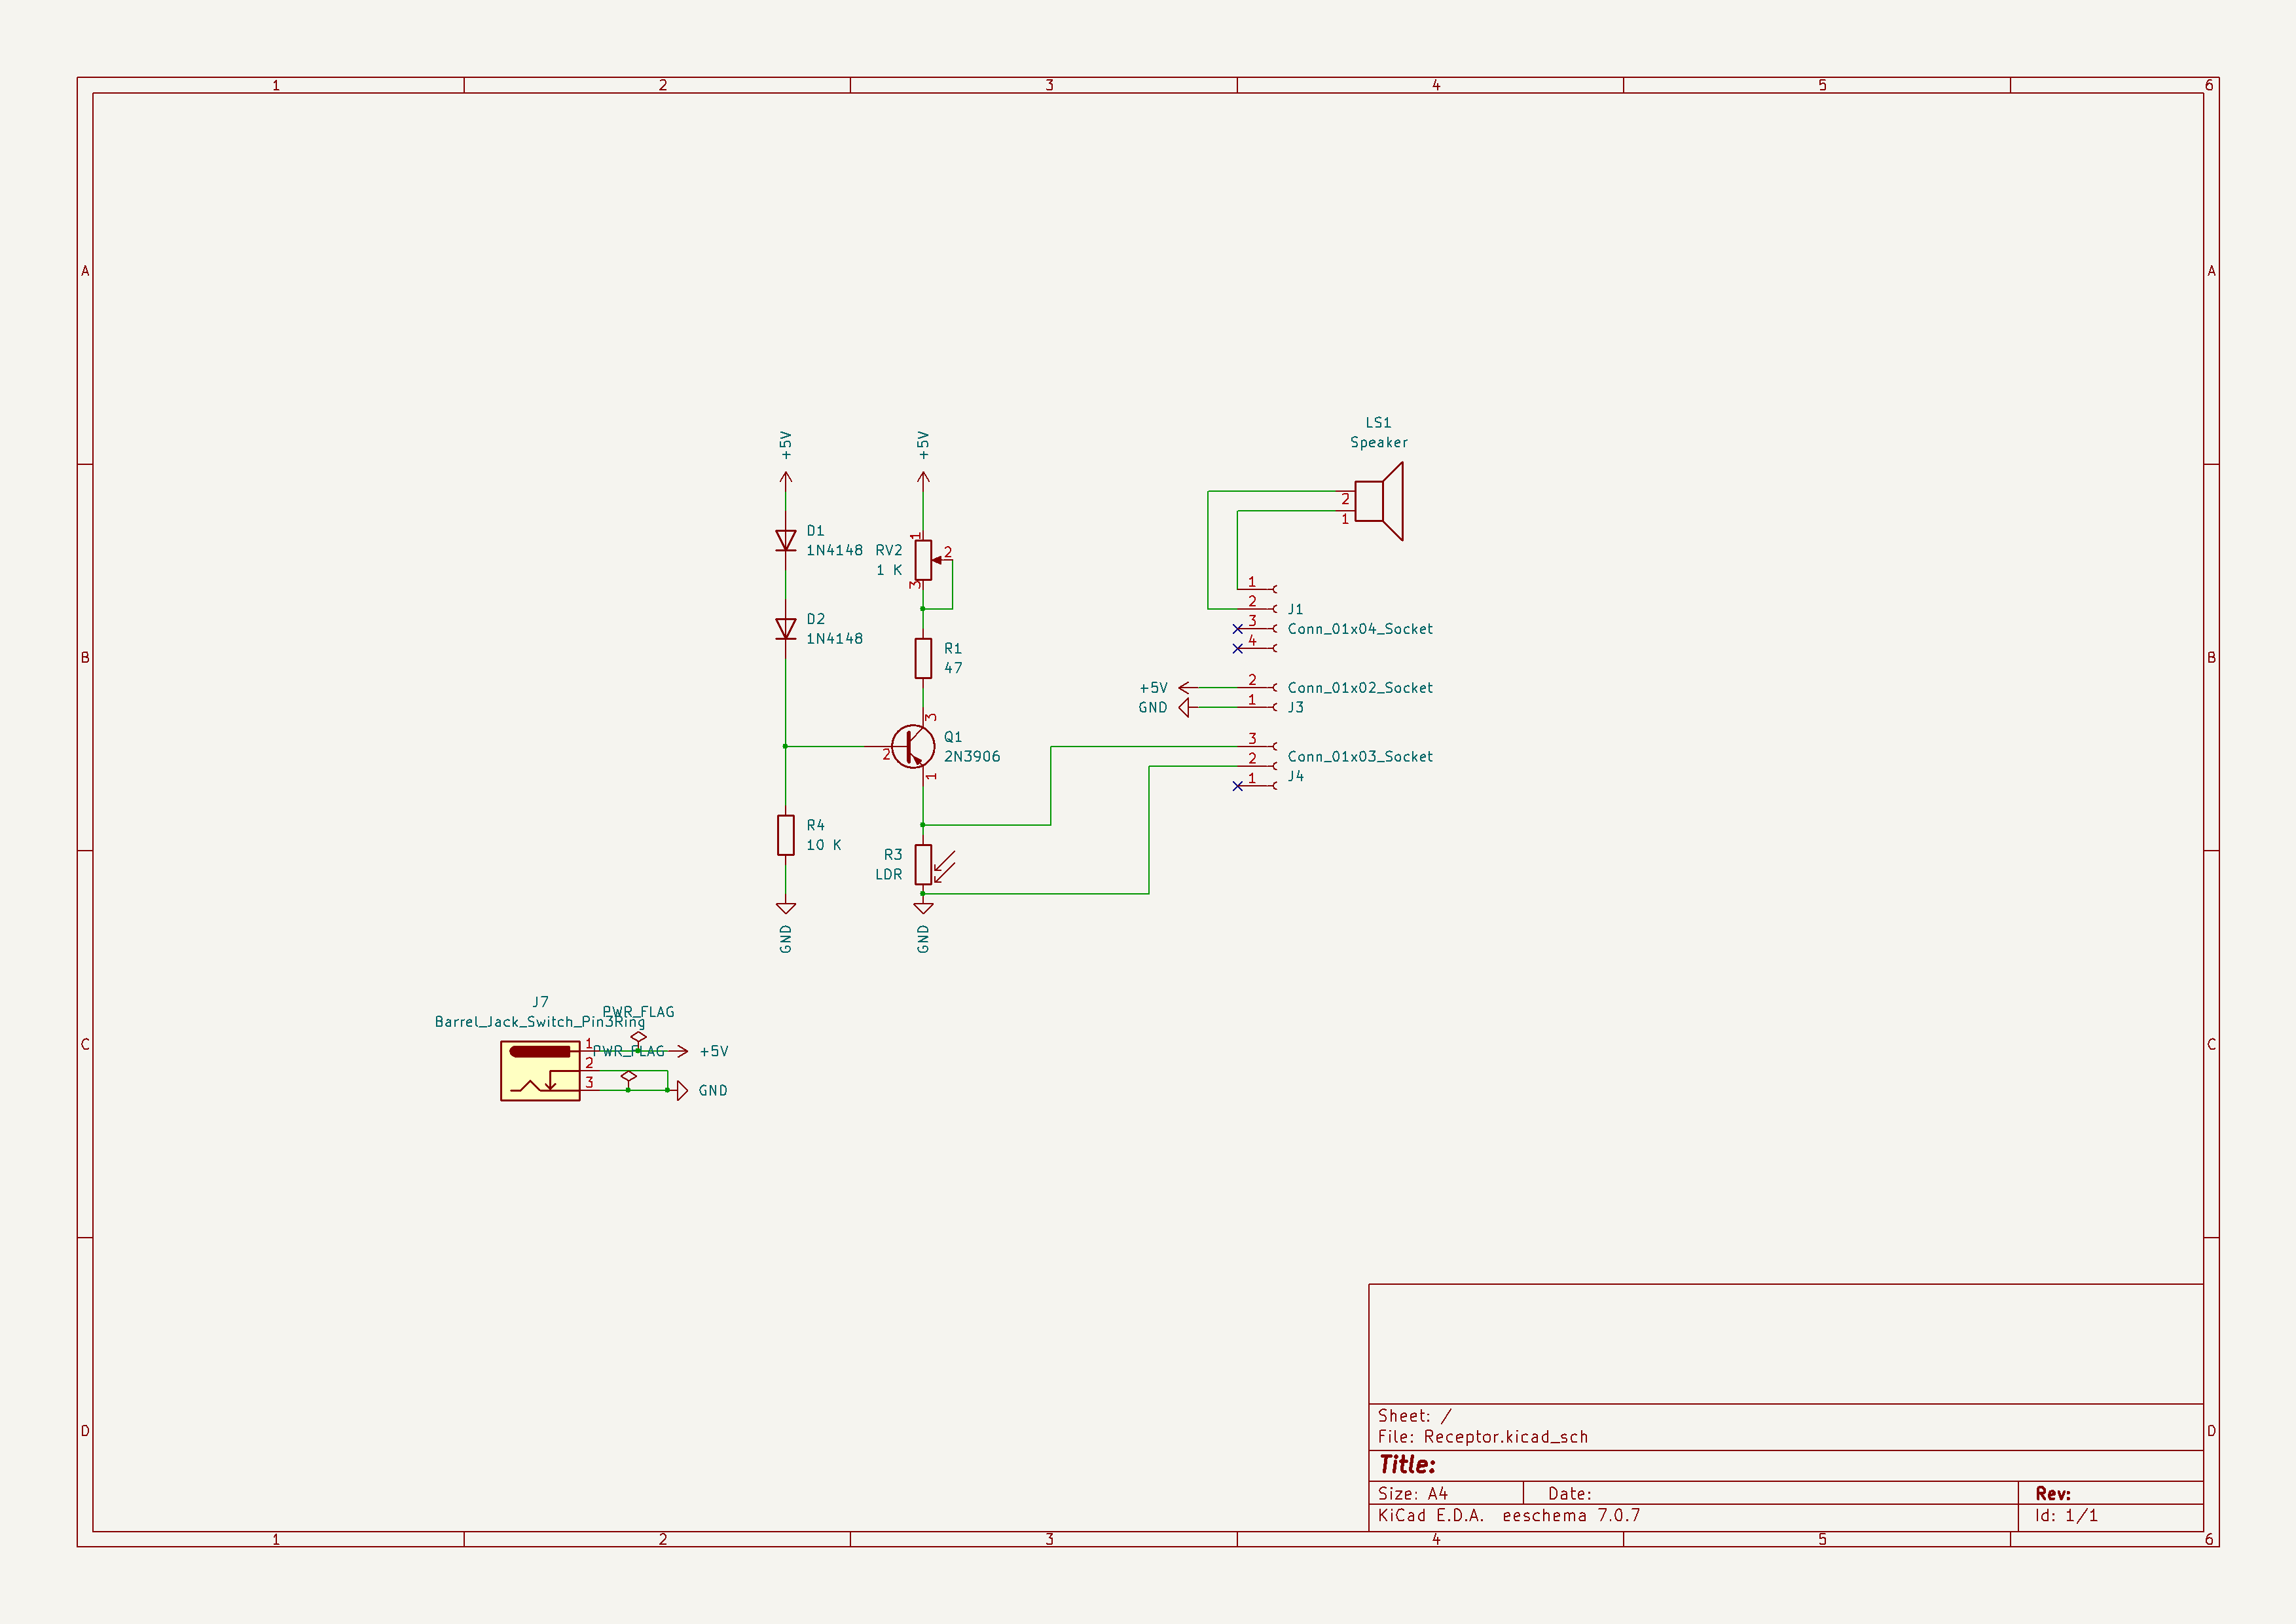 1 2 3 4 5 6
A A
LS1
Speaker
+5V +5V
2
1
D1
1N4148
1
RV2
1 K
2
3
1
2 J1
3 Conn_01x04_Socket
4
D2
1N4148
B B
R1
47
+5V 2 Conn_01x02_Socket
GND 1 J3
3
Q1
2N3906
2
1
3
2 Conn_01x03_Socket
1 J4
R4
10 K
R3
LDR
GND GND
J7
Barrel_Jack_Switch_Pin3Ring
PWR_FLAG
C C
1 PWR_FLAG +5V
2
3 GND
Sheet: /
File: Receptor.kicad_sch
D D
Title:
Size: A4 Date: Rev:
KiCad E.D.A. eeschema 7.0.7 Id: 1/1
1 2 3 4 5 6